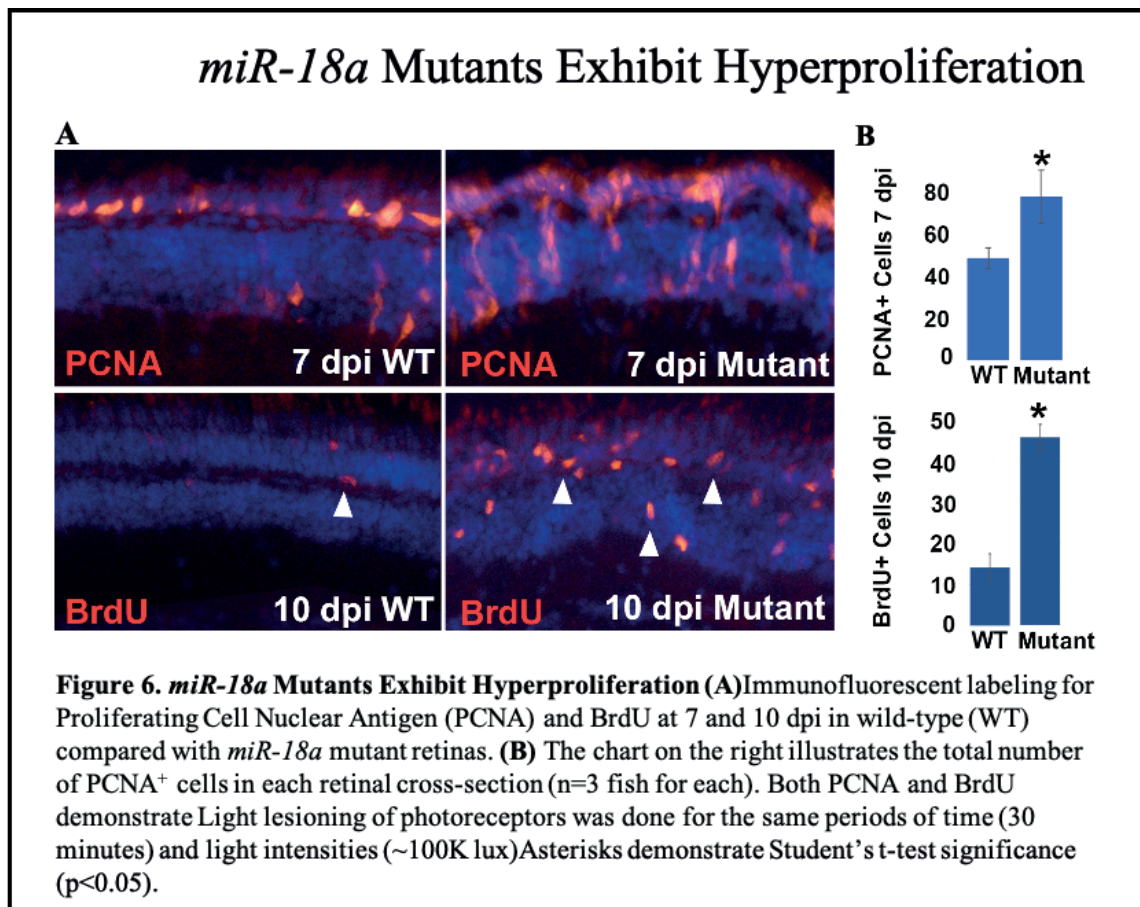 miR-18a Mutants Exhibit Hyperproliferation
A
PCNA
7 dpi WT
PCNA
7 dpi Mutant
BrdU
10 dpi WT
BrdU
10 dpi Mutant
B
PCNA+ Cells 7 dpi
80
60
40
20
0
*
WT Mutant
BrdU+ Cells 10 dpi
50
40
30
20
10
0
*
WT Mutant
Figure 6. miR-18a Mutants Exhibit Hyperproliferation (A)Immunofluorescent labeling for
Proliferating Cell Nuclear Antigen (PCNA) and BrdU at 7 and 10 dpi in wild-type (WT)
compared with miR-18a mutant retinas. (B) The chart on the right illustrates the total number
of PCNA⁺ cells in each retinal cross-section (n=3 fish for each). Both PCNA and BrdU
demonstrate Light lesioning of photoreceptors was done for the same periods of time (30
minutes) and light intensities (~100K lux)Asterisks demonstrate Student’s t-test significance
(p<0.05).